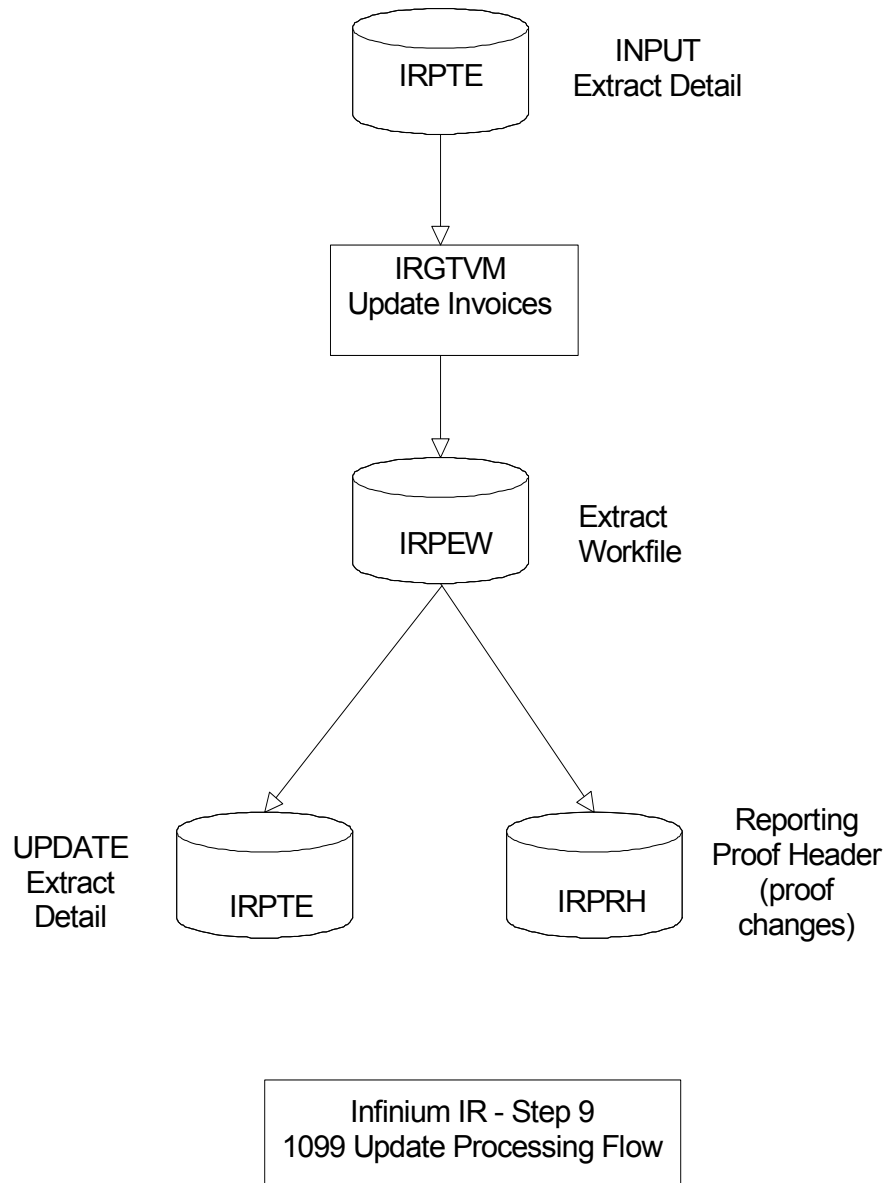 IRPTE
INPUT
Extract Detail
IRGTVM
Update Invoices
IRPEW
Extract
Workfile
UPDATE
Extract
Detail
IRPTE
IRPRH
Reporting
Proof Header
(proof
changes)
Infinium IR - Step 9
1099 Update Processing Flow